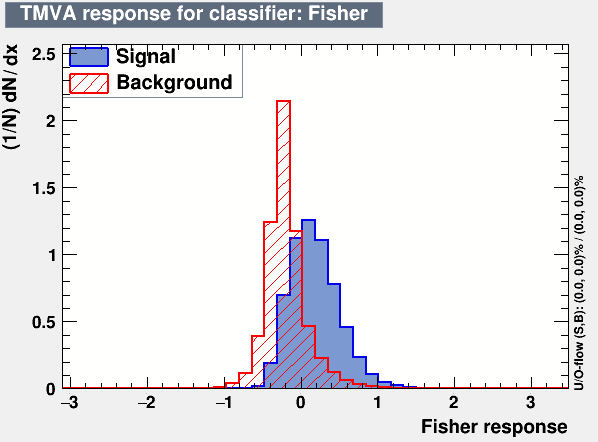 TMVA response for classifier: Fisher
(1/N) dN / dx
2.5
2
1.5
1
0.5
0
Signal
Background
−3
−2
−1
0
1
2
3
Fisher response
U/O-flow (S,B): (0.0, 0.0)% / (0.0, 0.0)%